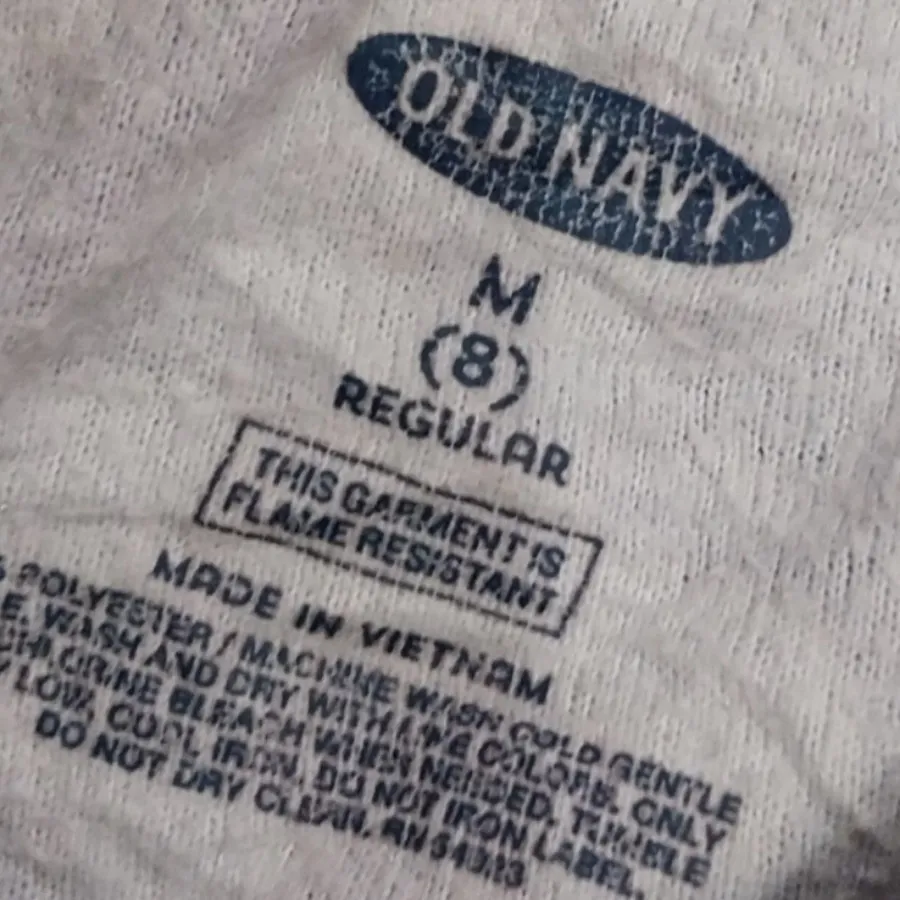 OLD NAVY
M
(8)
REGULAR
THIS GARMENT IS
FLAME RESISTANT
MADE IN VIETNAM
POLYESTER / MACHINE WASH COLD GENTLE
WASH AND DRY WITH LIKE COLORS. ONLY
CHLORINE BLEACH WHEN NEEDED. TUMBLE
LOW. COOL IRON. DO NOT IRON LABEL.
DO NOT DRY CLEAN.